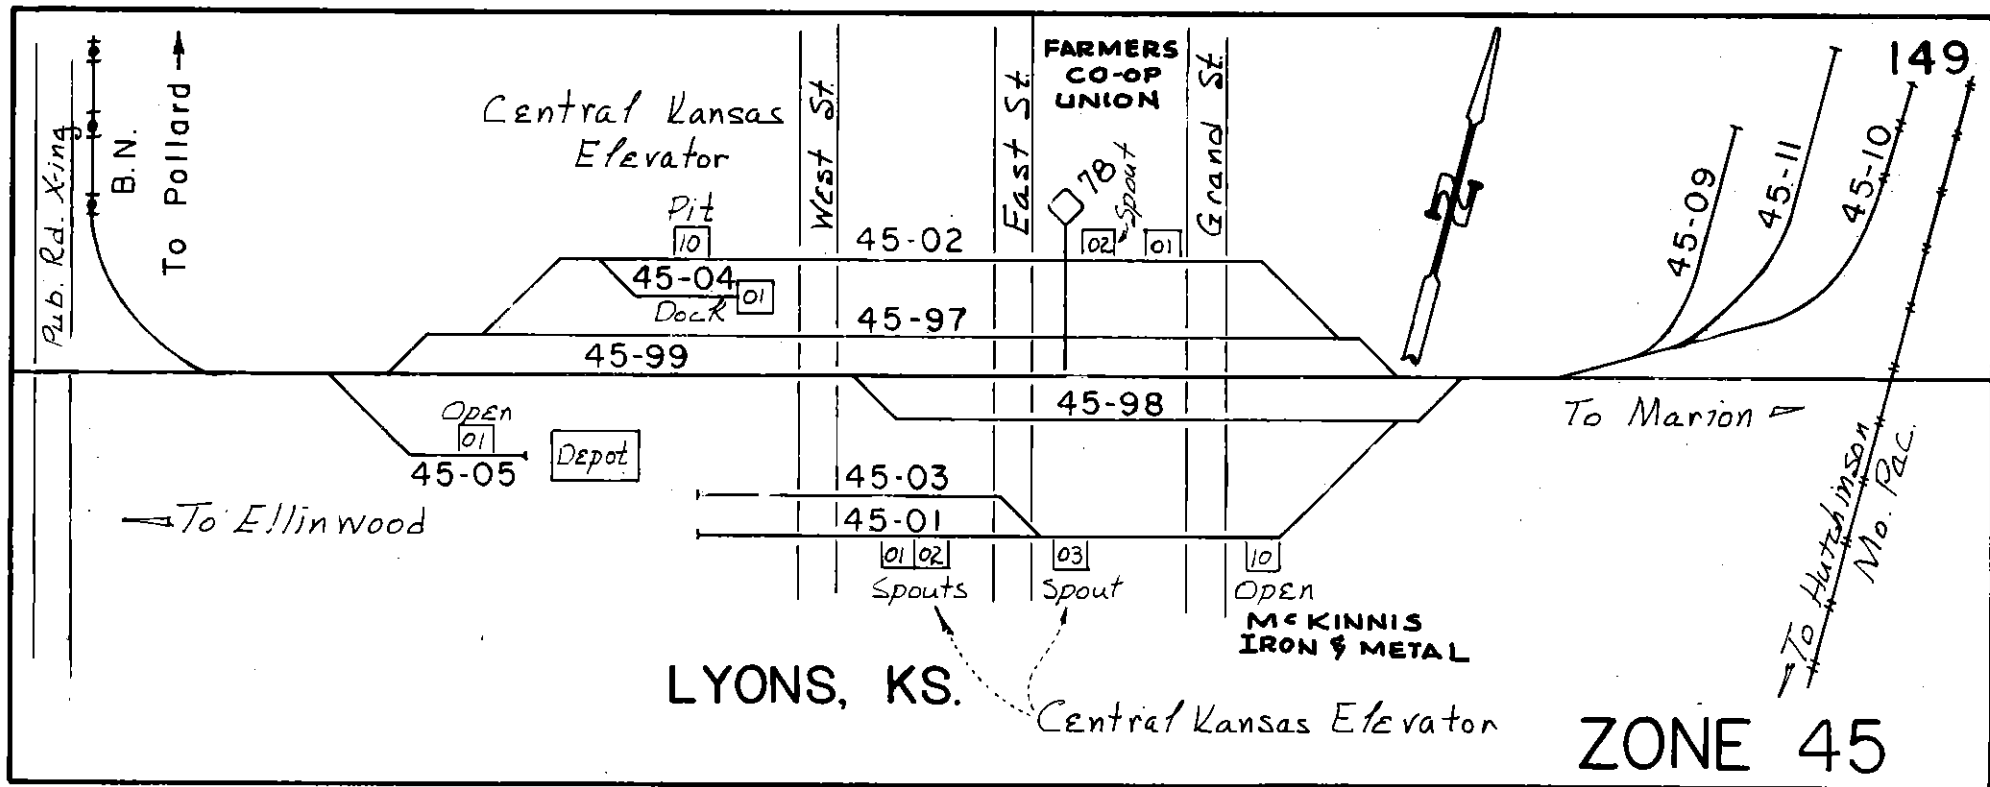 149
Pub. Rd. X-ing
B.N.
To Pollard
Central Kansas
Elevator
Pit
10
West St.
East St.
FARMERS
CO-OP
UNION
78
Spout
02
01
Grand St.
N
45-02
45-04
01
Dock
45-97
45-99
45-09
45-11
45-10
45-98
To Marion
Open
01
45-05
Depot
To Ellinwood
45-03
45-01
01 02
Spouts
03
Spout
10
Open
McKINNIS
IRON & METAL
To Hutchinson
Mo. Pac.
LYONS, KS.
Central Kansas Elevator
ZONE 45